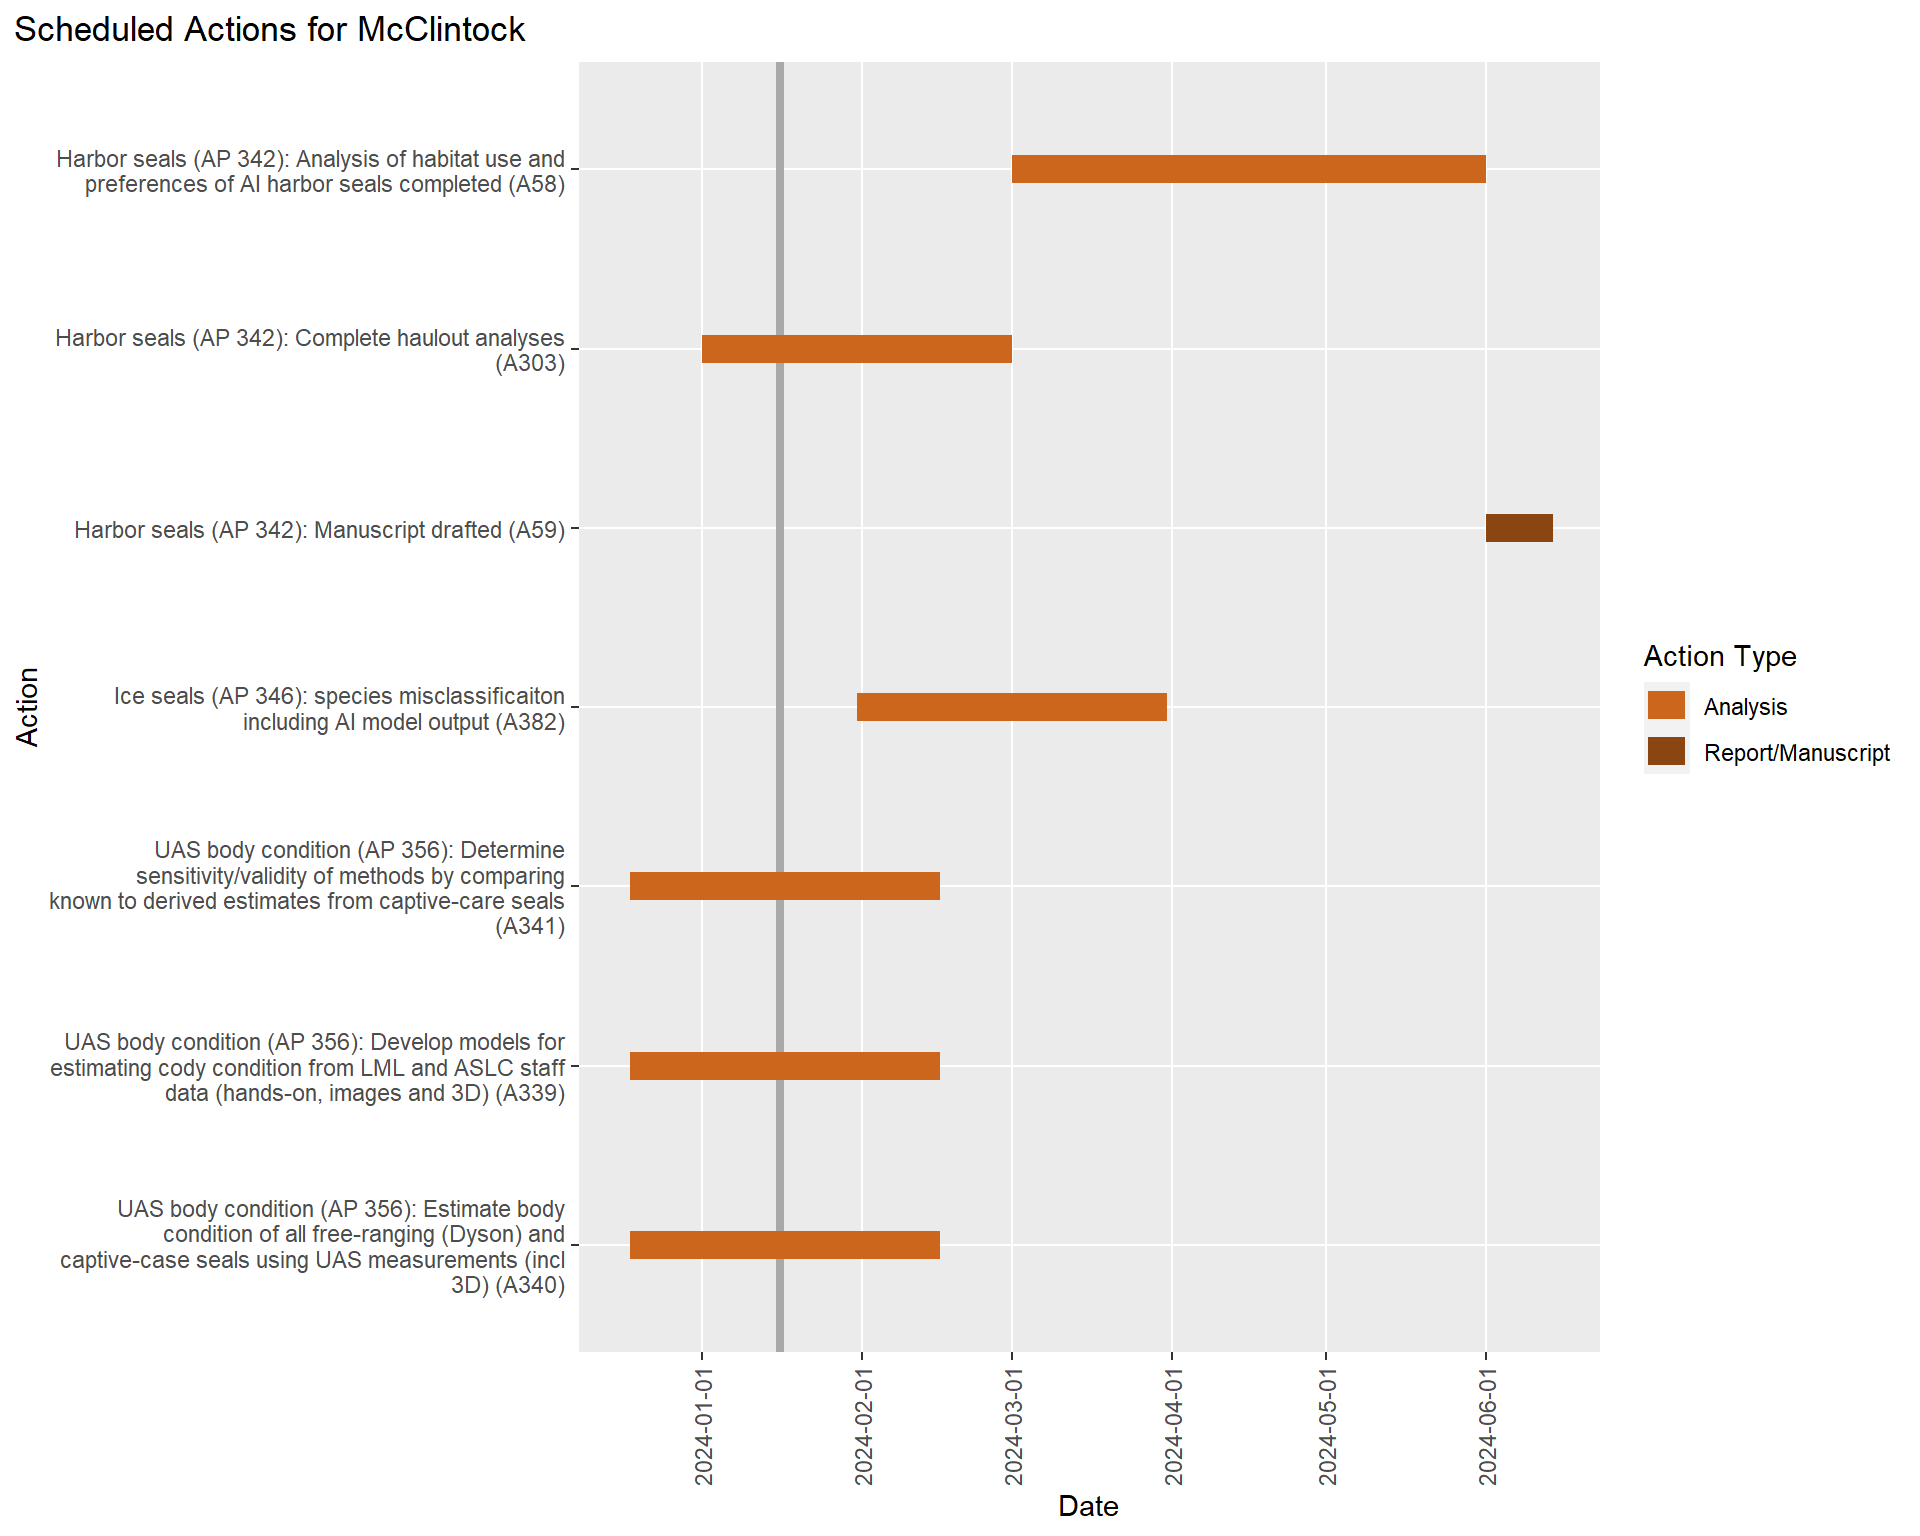 Scheduled Actions for McClintock
Harbor seals (AP 342): Analysis of habitat use and
preferences of AI harbor seals completed (A58)
Harbor seals (AP 342): Complete haulout analyses
(A303)
Harbor seals (AP 342): Manuscript drafted (A59)
Ice seals (AP 346): species misclassificaiton
including AI model output (A382)
UAS body condition (AP 356): Determine
sensitivity/validity of methods by comparing
known to derived estimates from captive-care seals
(A341)
UAS body condition (AP 356): Develop models for
estimating cody condition from LML and ASLC staff
data (hands-on, images and 3D) (A339)
UAS body condition (AP 356): Estimate body
condition of all free-ranging (Dyson) and
captive-case seals using UAS measurements (incl
3D) (A340)
Action
2024-01-01
2024-02-01
2024-03-01
2024-04-01
2024-05-01
2024-06-01
Date
Action Type
Analysis
Report/Manuscript